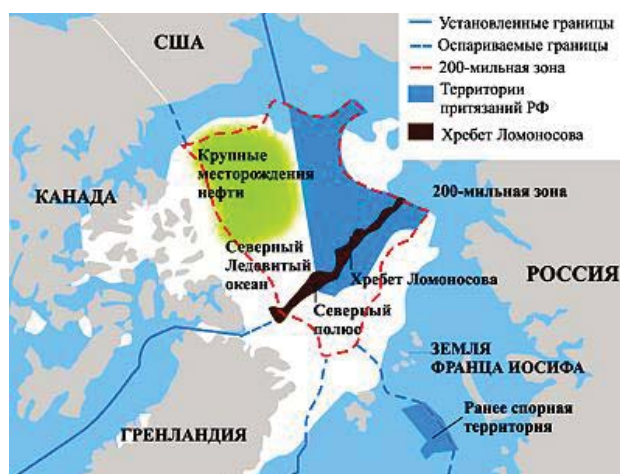 США
Установленные границы
Оспариваемые границы
200-мильная зона
Территории
притязаний РФ
Хребет Ломоносова
Крупные
месторождения
нефти
КАНАДА
200-мильная зона
Северный
Ледовитый
океан
Хребет Ломоносова
РОССИЯ
Северный
полюс
ЗЕМЛЯ
ФРАНЦА ИОСИФА
Ранее спорная
территория
ГРЕНЛАНДИЯ